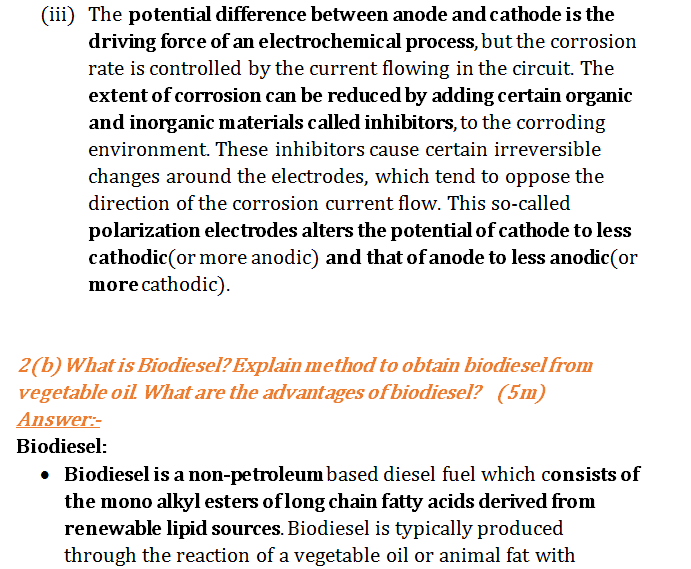 (iii) The potential difference between anode and cathode is the
driving force of an electrochemical process, but the corrosion
rate is controlled by the current flowing in the circuit. The
extent of corrosion can be reduced by adding certain organic
and inorganic materials called inhibitors, to the corroding
environment. These inhibitors cause certain irreversible
changes around the electrodes, which tend to oppose the
direction of the corrosion current flow. This so-called
polarization electrodes alters the potential of cathode to less
cathodic(or more anodic) and that of anode to less anodic(or
more cathodic).
2(b) What is Biodiesel? Explain method to obtain biodiesel from
vegetable oil. What are the advantages of biodiesel? (5m)
Answer:-
Biodiesel:
• Biodiesel is a non-petroleum based diesel fuel which consists of
the mono alkyl esters of long chain fatty acids derived from
renewable lipid sources. Biodiesel is typically produced
through the reaction of a vegetable oil or animal fat with